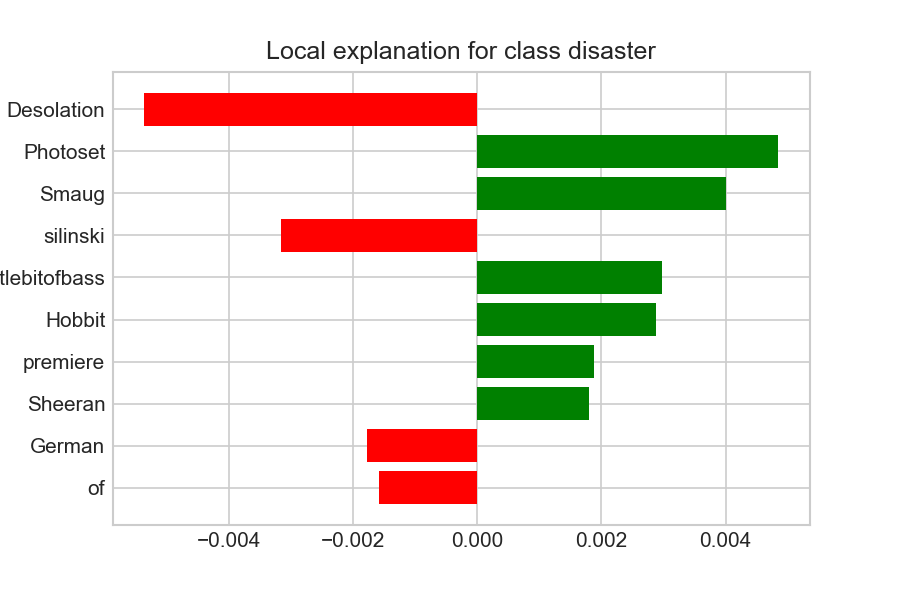 Local explanation for class disaster
Desolation
Photoset
Smaug
silinski
tlebitofbass
Hobbit
premiere
Sheeran
German
of
−0.004 −0.002 0.000 0.002 0.004